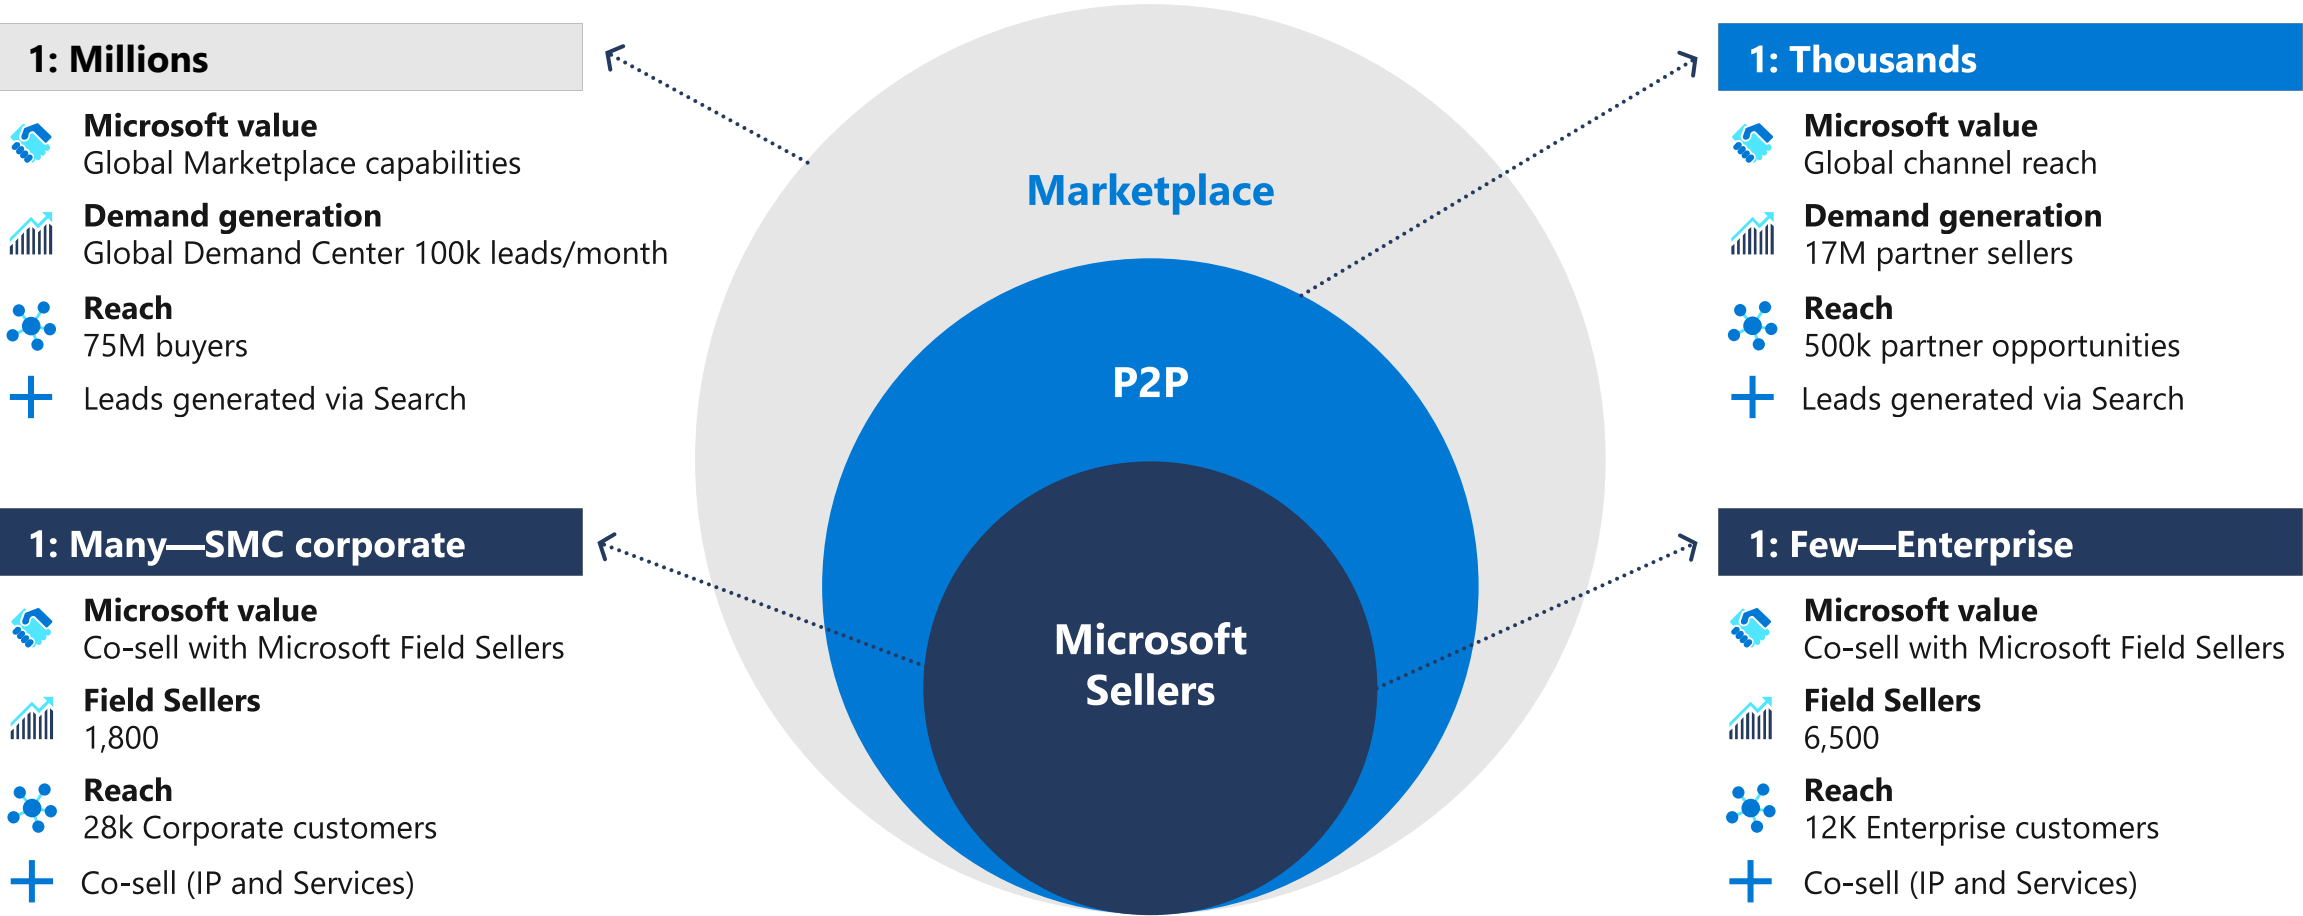 1: Millions
Microsoft value
Global Marketplace capabilities
Demand generation
Global Demand Center 100k leads/month
Reach
75M buyers
Leads generated via Search
1: Many—SMC corporate
Microsoft value
Co-sell with Microsoft Field Sellers
Field Sellers
1,800
Reach
28k Corporate customers
Co-sell (IP and Services)
Marketplace
P2P
Microsoft
Sellers
1: Thousands
Microsoft value
Global channel reach
Demand generation
17M partner sellers
Reach
500k partner opportunities
Leads generated via Search
1: Few—Enterprise
Microsoft value
Co-sell with Microsoft Field Sellers
Field Sellers
6,500
Reach
12K Enterprise customers
Co-sell (IP and Services)